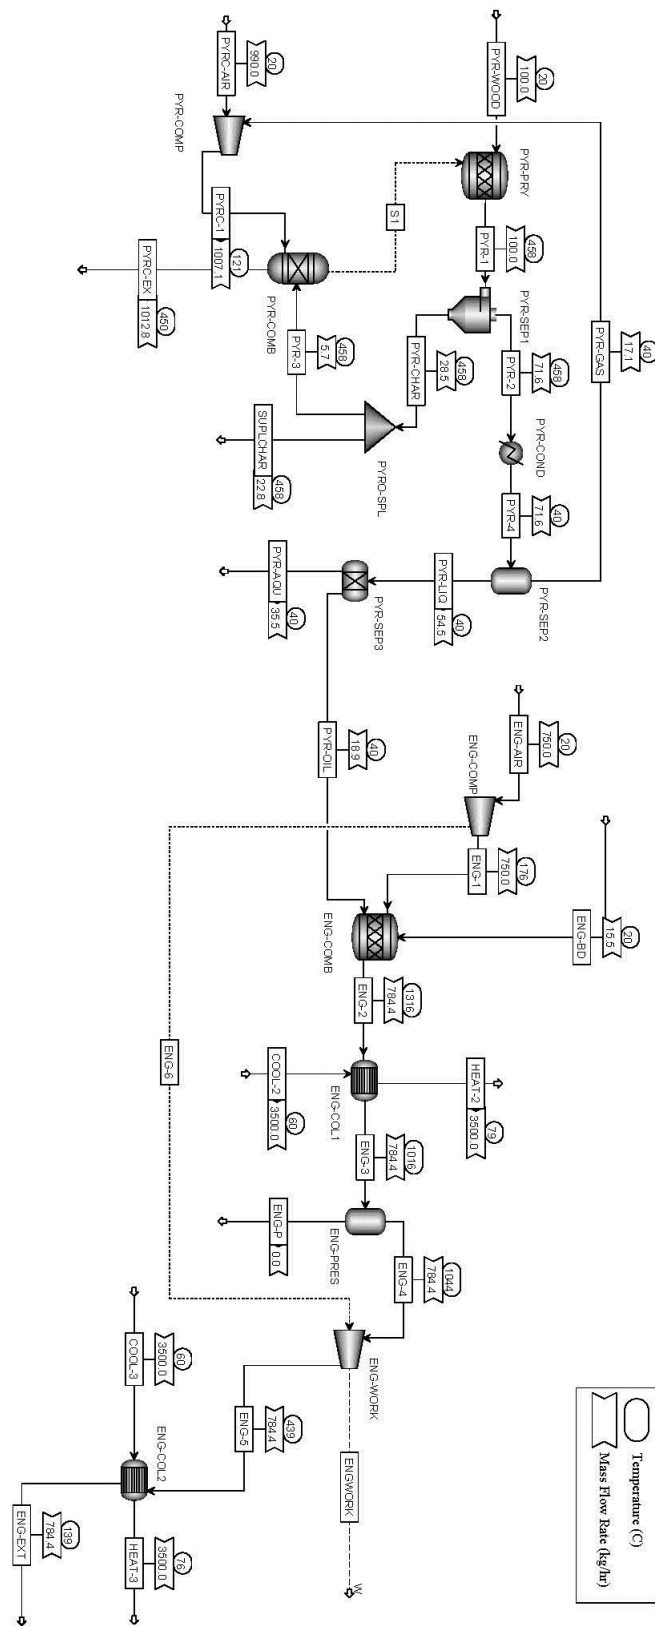 Temperature (C)
Mass Flow Rate (kg/hr)
20
990.0
PYRC-AIR
PYR-COMP
20
100.0
PYR-WOOD
PYR-PRY
S1
PYRC-1
121
1007.1
PYR-COMB
PYRC-EX
450
1012.8
458
100.0
PYR-1
PYR-SEP1
40
17.1
PYR-GAS
458
5.7
PYR-3
458
28.5
PYR-CHAR
458
71.6
PYR-2
PYR-COND
PYRO-SPL
SUPLCHAR
458
22.8
40
71.6
PYR-4
PYR-SEP2
PYR-LIQ
40
54.5
PYR-SEP3
PYR-AQU
40
35.5
40
18.9
PYR-OIL
20
750.0
ENG-AIR
ENG-COMP
176
750.0
ENG-1
20
15.5
ENG-BD
ENG-COMB
ENG-6
1316
784.4
ENG-2
COOL-2
60
3500.0
ENG-COL1
HEAT-2
79
3500.0
1016
784.4
ENG-3
ENG-PRES
ENG-P
0.0
1044
784.4
ENG-4
ENG-WORK
439
784.4
ENG-5
ENGWORK
W
60
3500.0
COOL-3
ENG-COL2
139
784.4
ENG-EXT
76
3500.0
HEAT-3